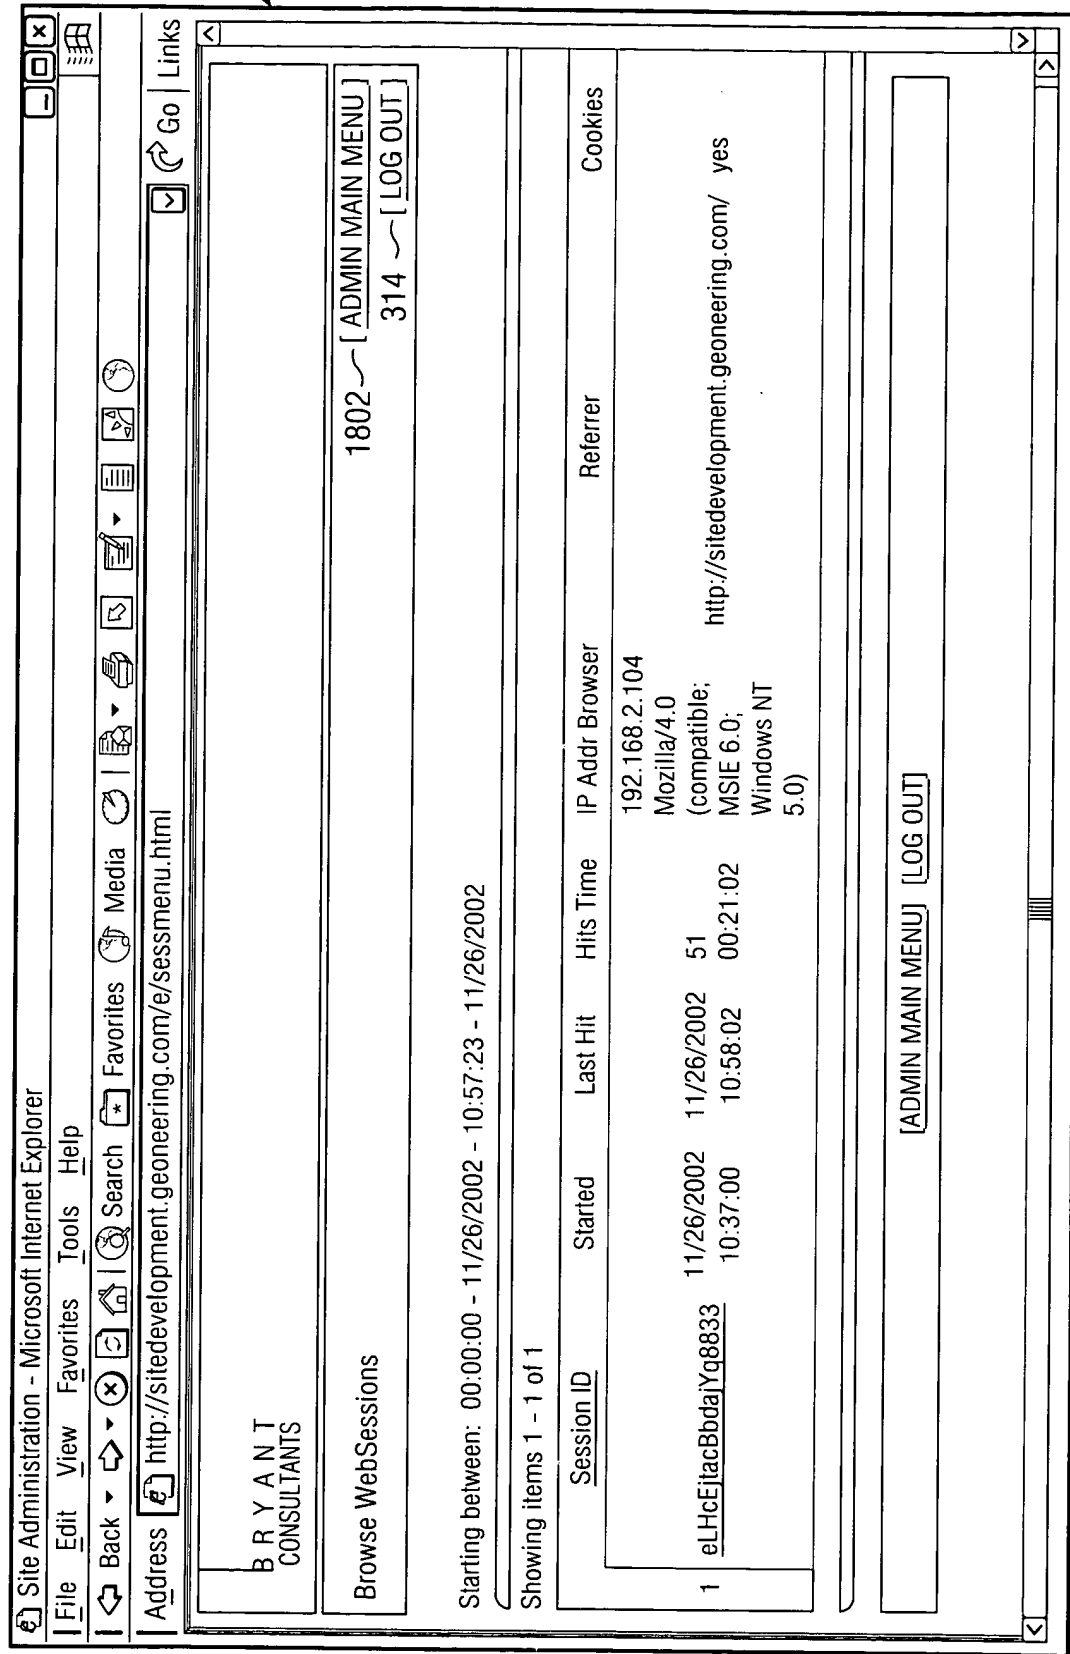 Site Administration - Microsoft Internet Explorer
File Edit View Favorites Tools Help
Back Search Favorites Media
Address http://sitedevelopment.geoneering.com/e/sessmenu.html Go Links
B R Y A N T
CONSULTANTS
Browse WebSessions 1802 [ ADMIN MAIN MENU ]
314 [ LOG OUT ]
Starting between: 00:00:00 - 11/26/2002 - 10:57:23 - 11/26/2002
Showing items 1 - 1 of 1
Session ID Started Last Hit Hits Time IP Addr Browser Referrer Cookies
192.168.2.104
Mozilla/4.0
1 eLHcEjtacBbdajYq8833 11/26/2002 11/26/2002 51 (compatible; http://sitedevelopment.geoneering.com/ yes
10:37:00 10:58:02 00:21:02 MSIE 6.0;
Windows NT
5.0)
[ADMIN MAIN MENU] [LOG OUT]